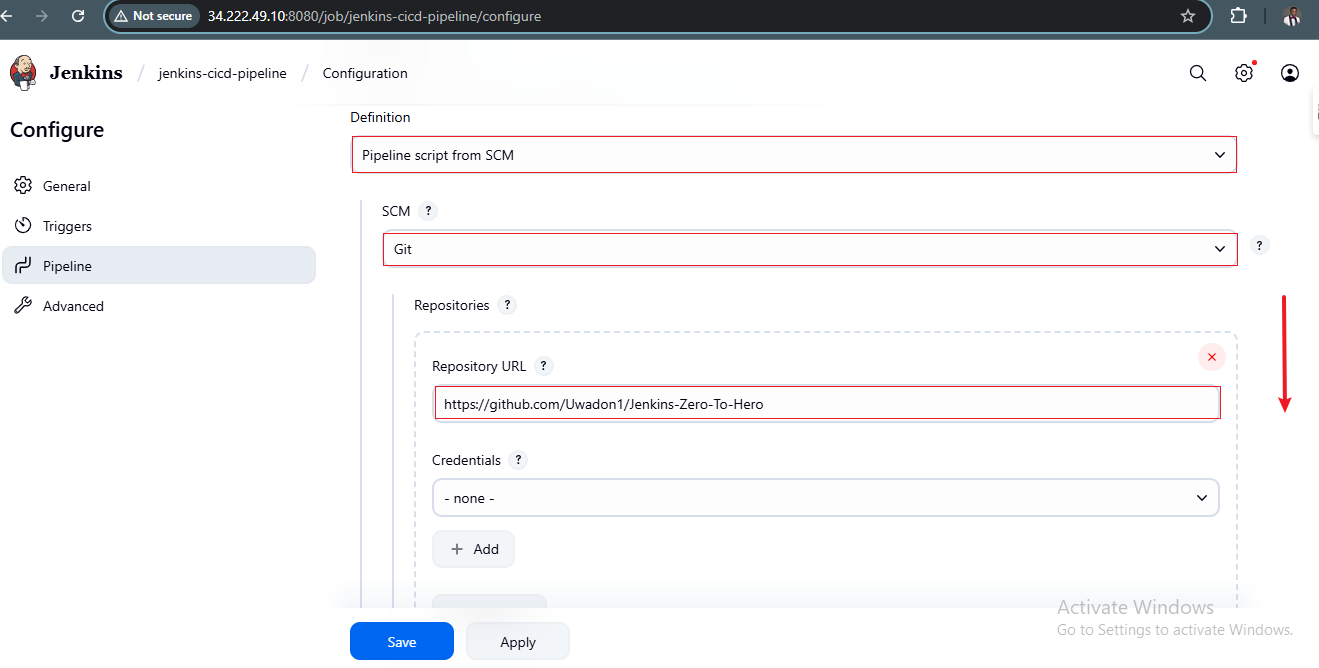 Not secure 34.222.49.10:8080/job/jenkins-cicd-pipeline/configure
Jenkins / jenkins-cicd-pipeline / Configuration
Configure
General
Triggers
Pipeline
Advanced
Definition
Pipeline script from SCM
SCM ?
Git
?
Repositories ?
Repository URL ?
https://github.com/Uwadon1/Jenkins-Zero-To-Hero
Credentials ?
- none -
+ Add
Save Apply
Activate Windows
Go to Settings to activate Windows.